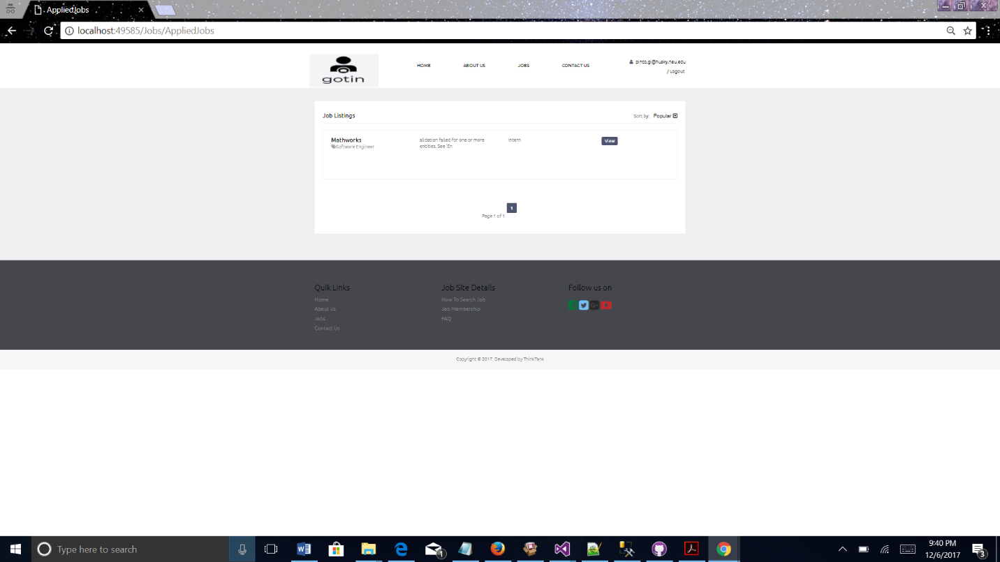 AppliedJobs
localhost:49585/Jobs/AppliedJobs
gotin
HOME
ABOUT US
JOBS
CONTACT US
pinto.gi@husky.neu.edu
/ Logout
Job Listings
Sort by: Popular
Mathworks
Software Engineer
alidation failed for one or more
entities. See 'En
intern
View
1
Page 1 of 1
Quik Links
Home
About Us
Jobs
Contact Us
Job Site Details
How To Search Job
Job Membership
FAQ
Follow us on
G+
Copyright © 2017. Developed by ThinkTank
Type here to search
1
9:40 PM
12/6/2017
3